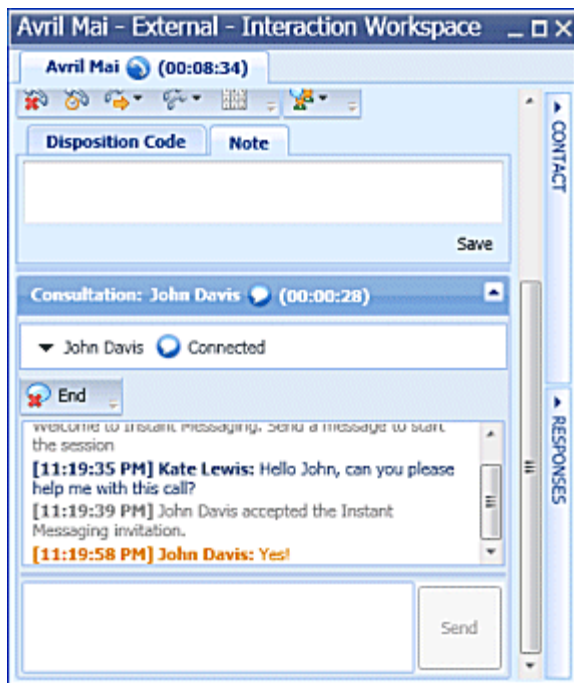 Avril Mai - External - Interaction Workspace
Avril Mai (00:08:34)
Disposition Code Note
Save
Consultation: John Davis (00:00:28)
John Davis Connected
End
Welcome to Instant Messaging. Send a message to start
the session
[11:19:35 PM] Kate Lewis: Hello John, can you please
help me with this call?
[11:19:39 PM] John Davis accepted the Instant
Messaging invitation.
[11:19:58 PM] John Davis: Yes!
Send
CONTACT
RESPONSES